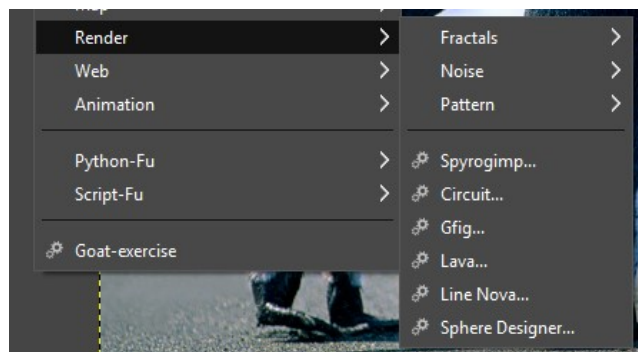 Render
Web
Animation
Python-Fu
Script-Fu
Goat-exercise
Fractals
Noise
Pattern
Spyrogimp...
Circuit...
Gfig...
Lava...
Line Nova...
Sphere Designer...